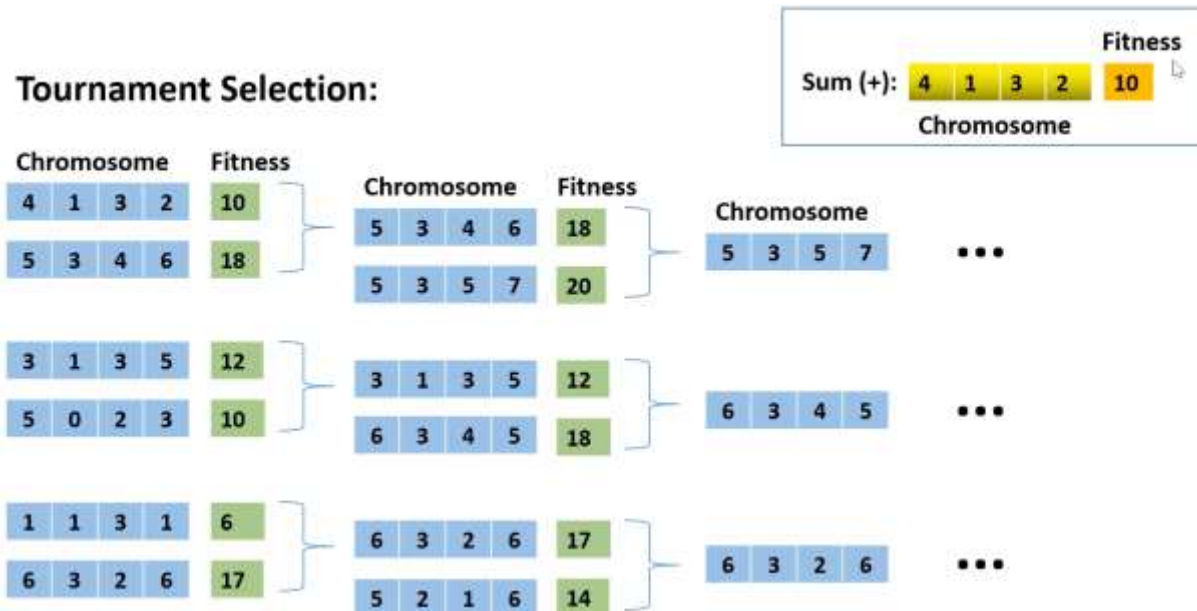 Fitness
Sum (+): 4 1 3 2 10
Chromosome
Tournament Selection:
Chromosome Fitness
4 1 3 2 10
5 3 4 6 18
3 1 3 5 12
5 0 2 3 10
1 1 3 1 6
6 3 2 6 17
Chromosome Fitness
5 3 4 6 18
5 3 5 7 20
3 1 3 5 12
6 3 4 5 18
6 3 2 6 17
5 2 1 6 14
Chromosome
5 3 5 7 ...
6 3 4 5 ...
6 3 2 6 ...